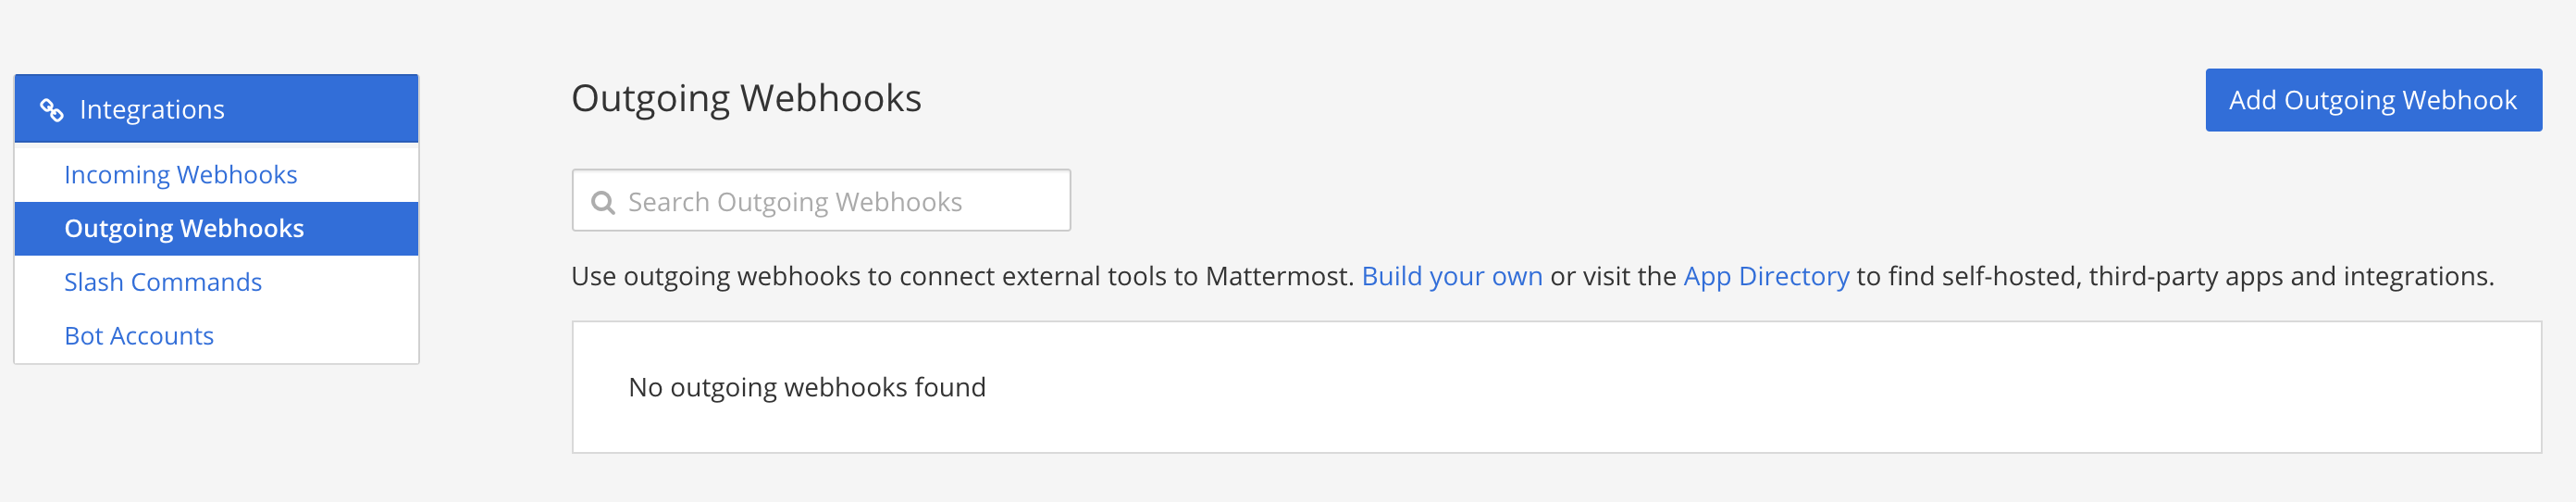 Integrations
Incoming Webhooks
Outgoing Webhooks
Slash Commands
Bot Accounts
Outgoing Webhooks
Add Outgoing Webhook
Search Outgoing Webhooks
Use outgoing webhooks to connect external tools to Mattermost. Build your own or visit the App Directory to find self-hosted, third-party apps and integrations.
No outgoing webhooks found